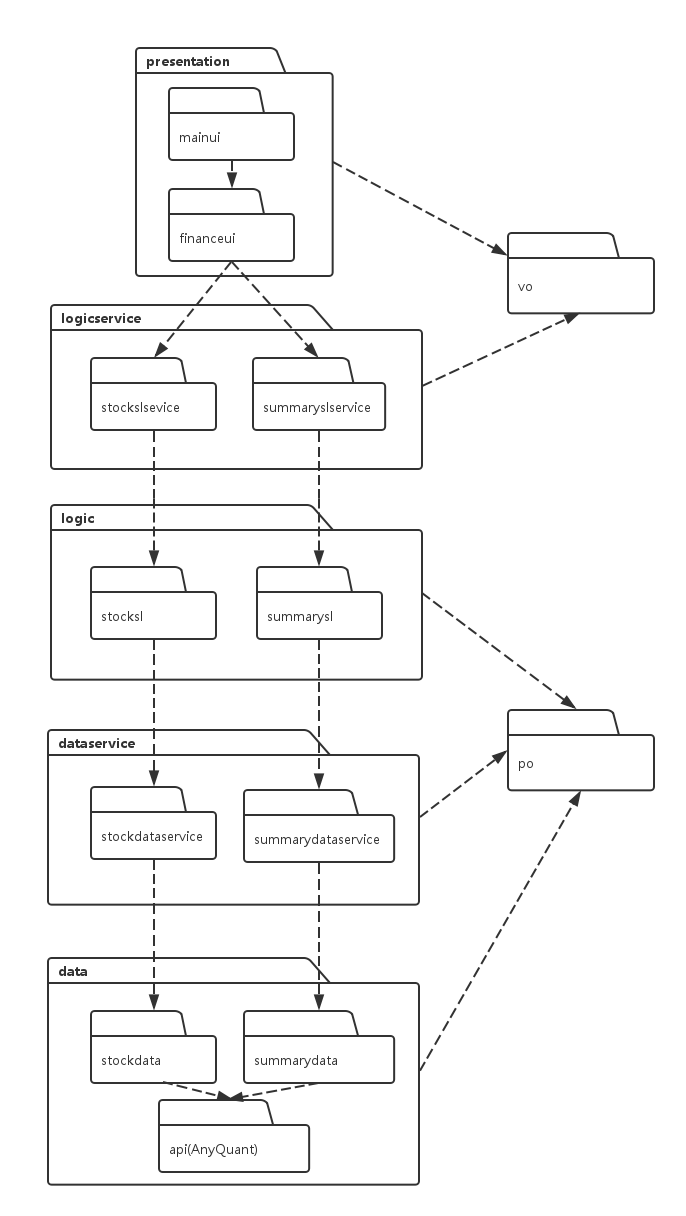 presentation
mainui
financeui
vo
logicservice
stockslsevice
summaryslservice
logic
stocksl
summarysl
po
dataservice
stockdataservice
summarydataservice
data
stockdata
summarydata
api(AnyQuant)